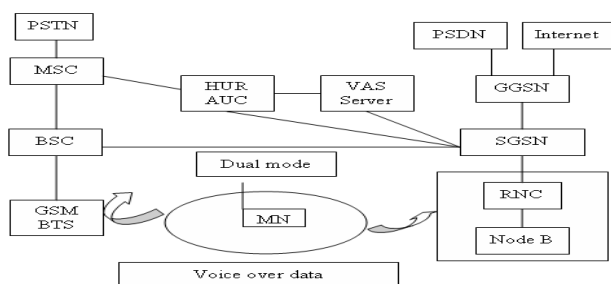 PSTN
PSDN
Internet
MSC
HUR
AUC
VAS
Server
GGSN
BSC
SGSN
Dual mode
GSM
BTS
MN
RNC
Node B
Voice over data